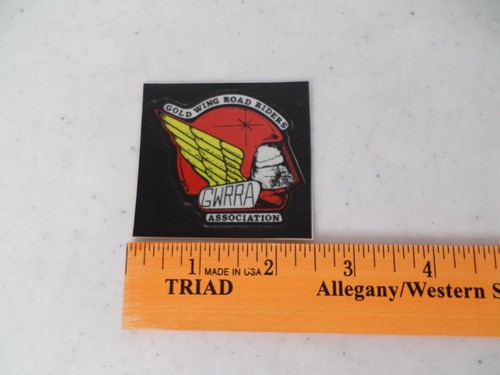 GOLD WING ROAD RIDERS
GWRRA
ASSOCIATION
1 MADE IN USA 2 3 4
TRIAD Allegany/Western S